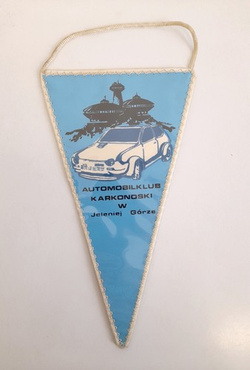 AUTOMOBILKLUB
KARKONOSKI
W
Jeleniej Górze